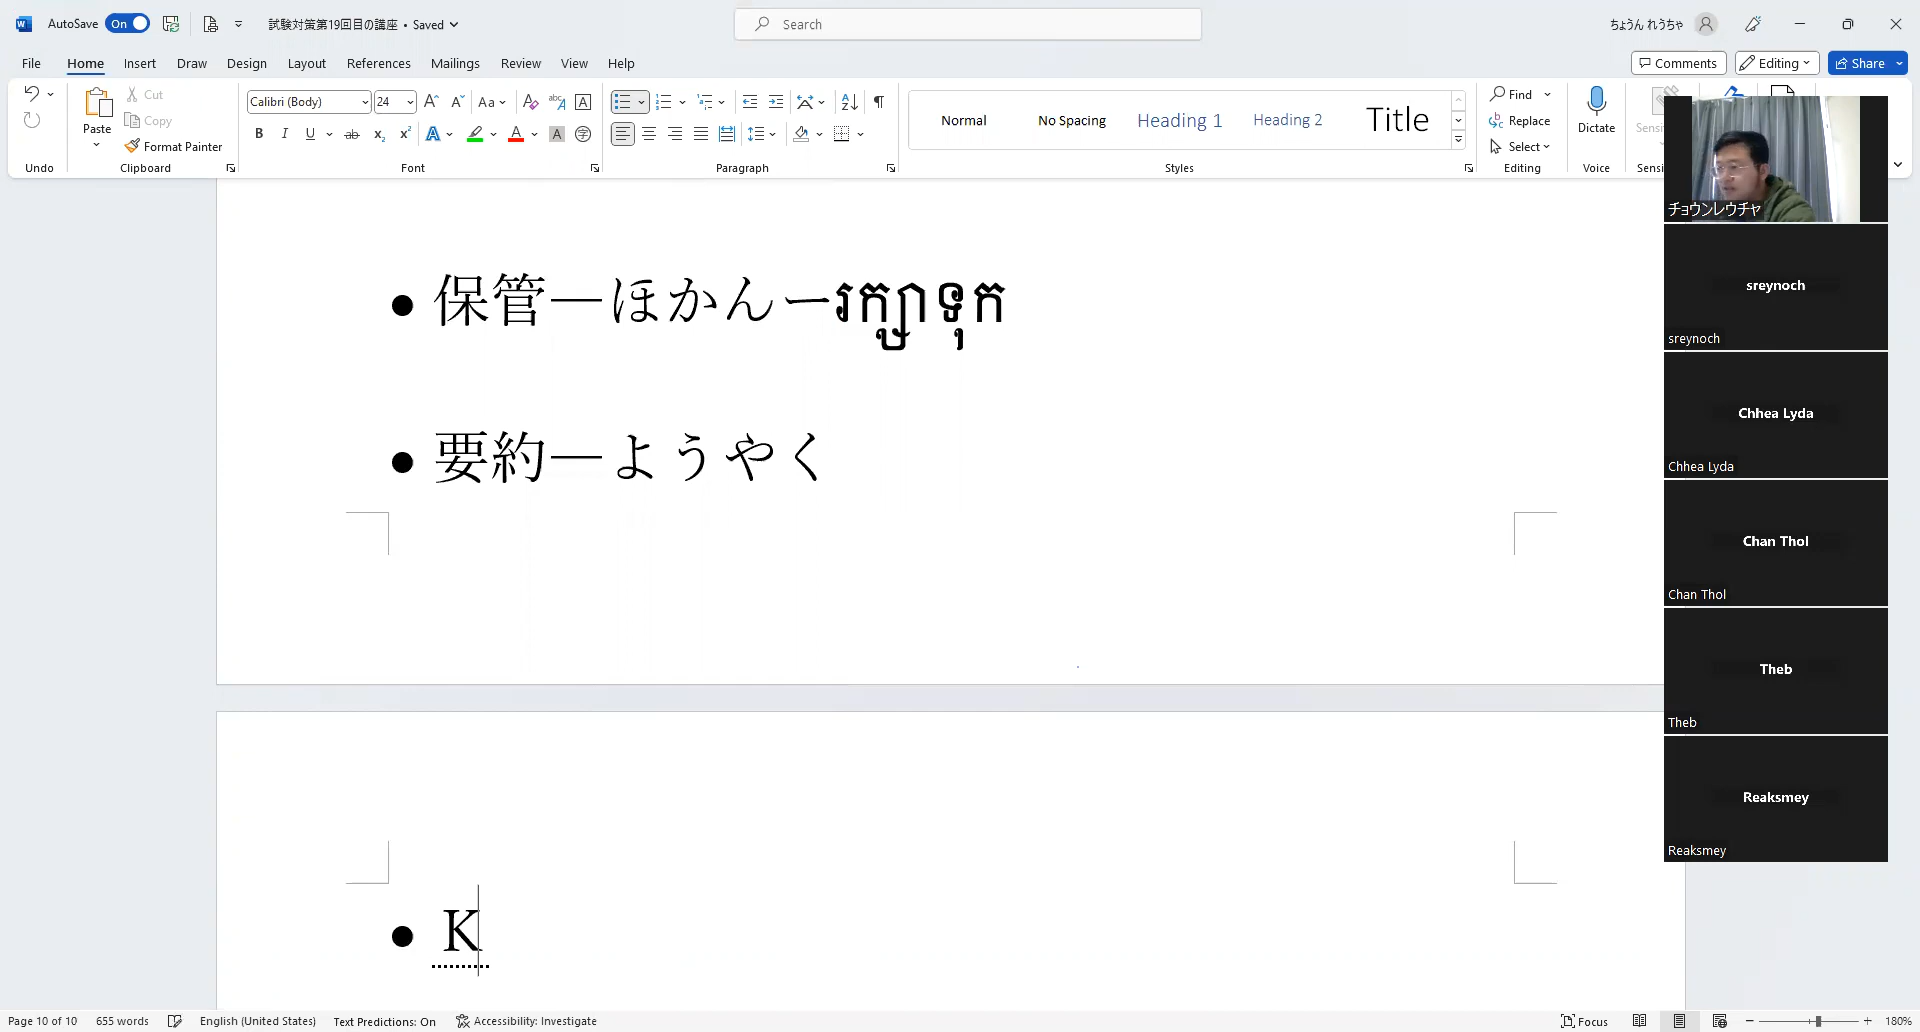 AutoSave On 試験対策第19回目の講座 • Saved Search ちょうん れうちゃ
File Home Insert Draw Design Layout References Mailings Review View Help Comments Editing Share
Undo
Paste Cut Copy Format Painter
Clipboard
Calibri (Body) 24
Font
Paragraph
Normal No Spacing Heading 1 Heading 2 Title
Styles
Find Replace Select
Editing
Dictate
Voice
Sensi
Sensi
チョウンレウチャ
sreynoch
sreynoch
Chhea Lyda
Chhea Lyda
Chan Thol
Chan Thol
Theb
Theb
Reaksmey
Reaksmey
● 保管―ほかんーរក្សាទុក
● 要約―ようやく
● K
Page 10 of 10 655 words English (United States) Text Predictions: On Accessibility: Investigate Focus 180%